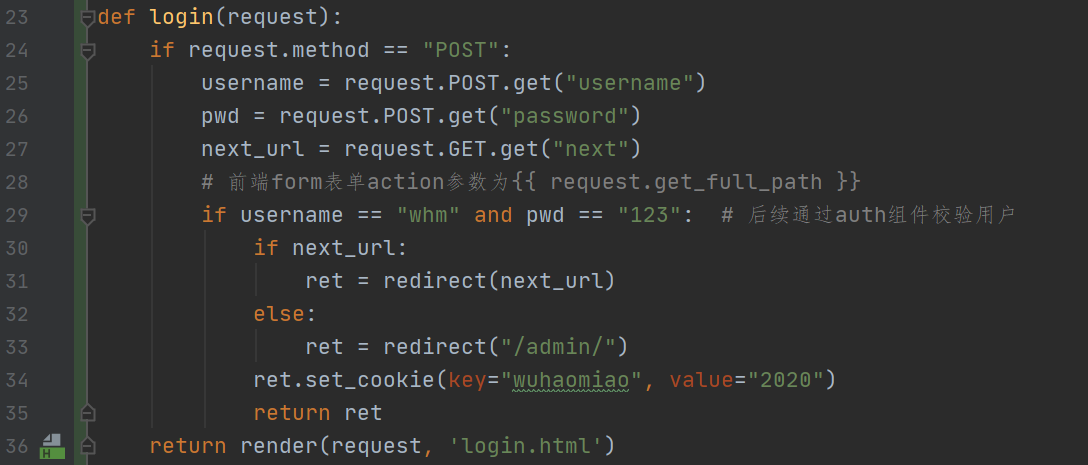 23 def login(request):
24 if request.method == "POST":
25 username = request.POST.get("username")
26 pwd = request.POST.get("password")
27 next_url = request.GET.get("next")
28 # 前端form表单action参数为{{ request.get_full_path }}
29 if username == "whm" and pwd == "123": # 后续通过auth组件校验用户
30 if next_url:
31 ret = redirect(next_url)
32 else:
33 ret = redirect("/admin/")
34 ret.set_cookie(key="wuhaomiao", value="2020")
35 return ret
36 H return render(request, 'login.html')